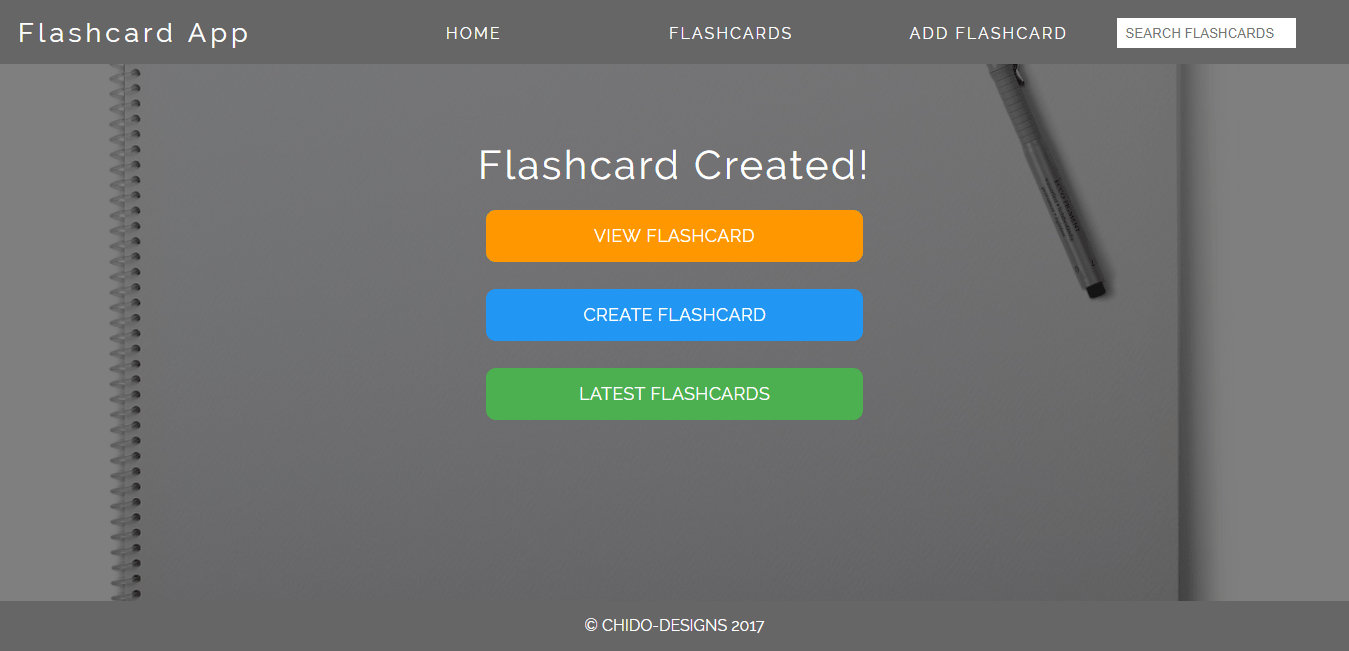 Flashcard App
HOME
FLASHCARDS
ADD FLASHCARD
SEARCH FLASHCARDS
Flashcard Created!
VIEW FLASHCARD
CREATE FLASHCARD
LATEST FLASHCARDS
© CHIDO-DESIGNS 2017